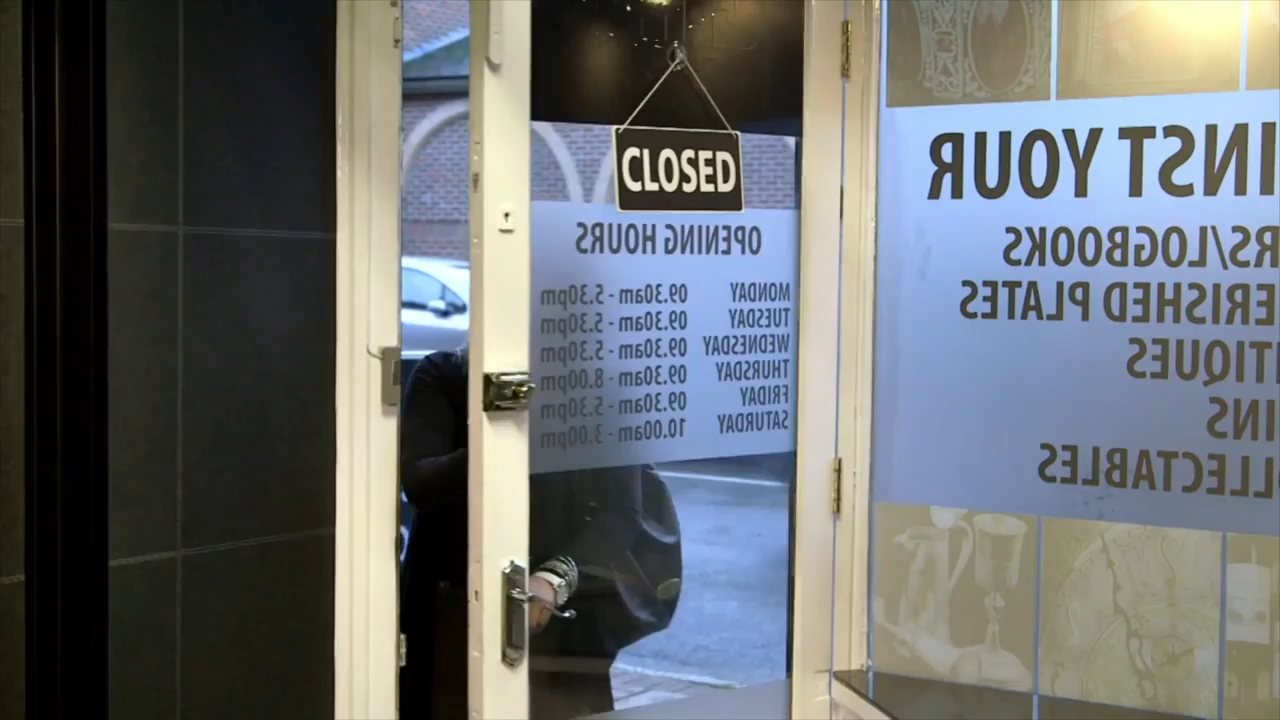 CLOSED
OPENING HOURS
MONDAY 09.30am - 5.30pm
TUESDAY 09.30am - 5.30pm
WEDNESDAY 09.30am - 5.30pm
THURSDAY 09.30am - 8.00pm
FRIDAY 09.30am - 5.30pm
SATURDAY 10.00am - 3.00pm
INST YOUR
RS/LOGBOOKS
ERISHED PLATES
TIQUES
INS
LLECTABLES